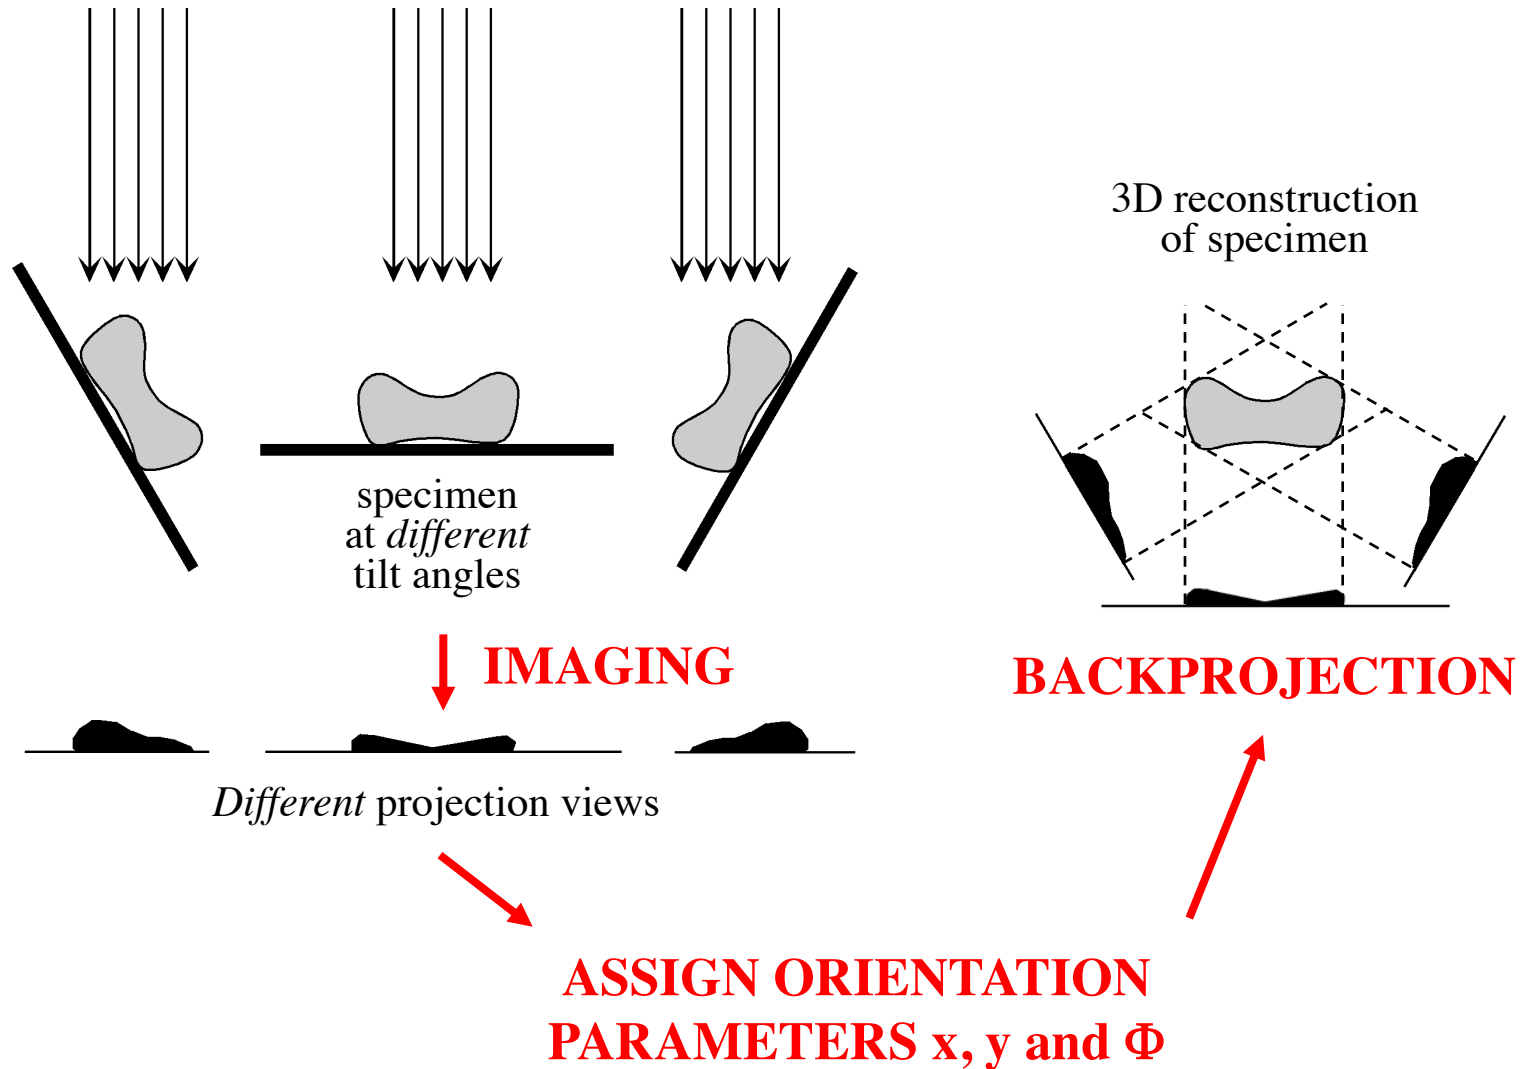 3D reconstruction
of specimen
specimen
at different
tilt angles
IMAGING
BACKPROJECTION
Different projection views
ASSIGN ORIENTATION
PARAMETERS x, y and Φ